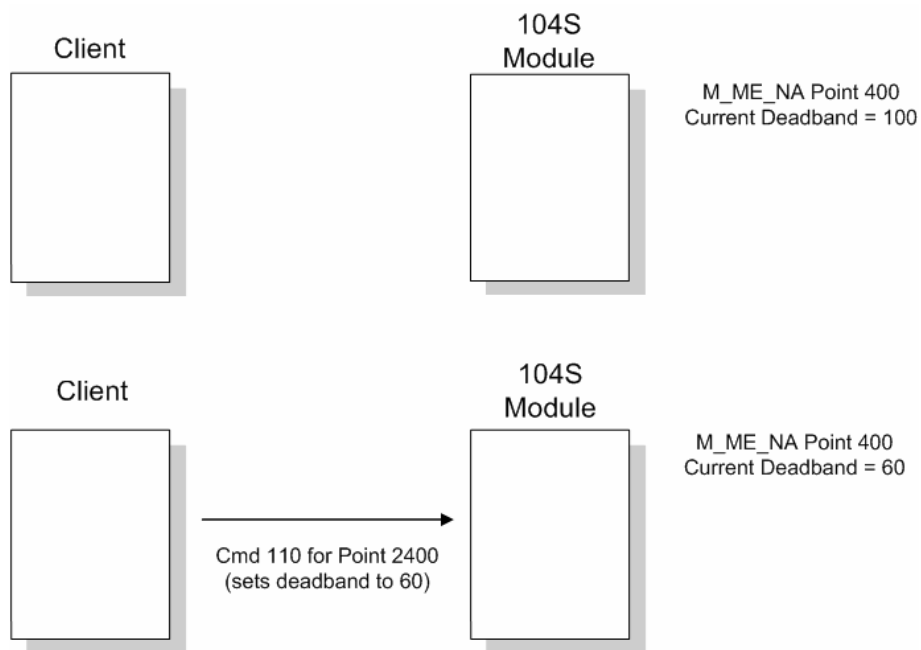 Client
104S
Module
M_ME_NA Point 400
Current Deadband = 100
Client
104S
Module
M_ME_NA Point 400
Current Deadband = 60
Cmd 110 for Point 2400
(sets deadband to 60)